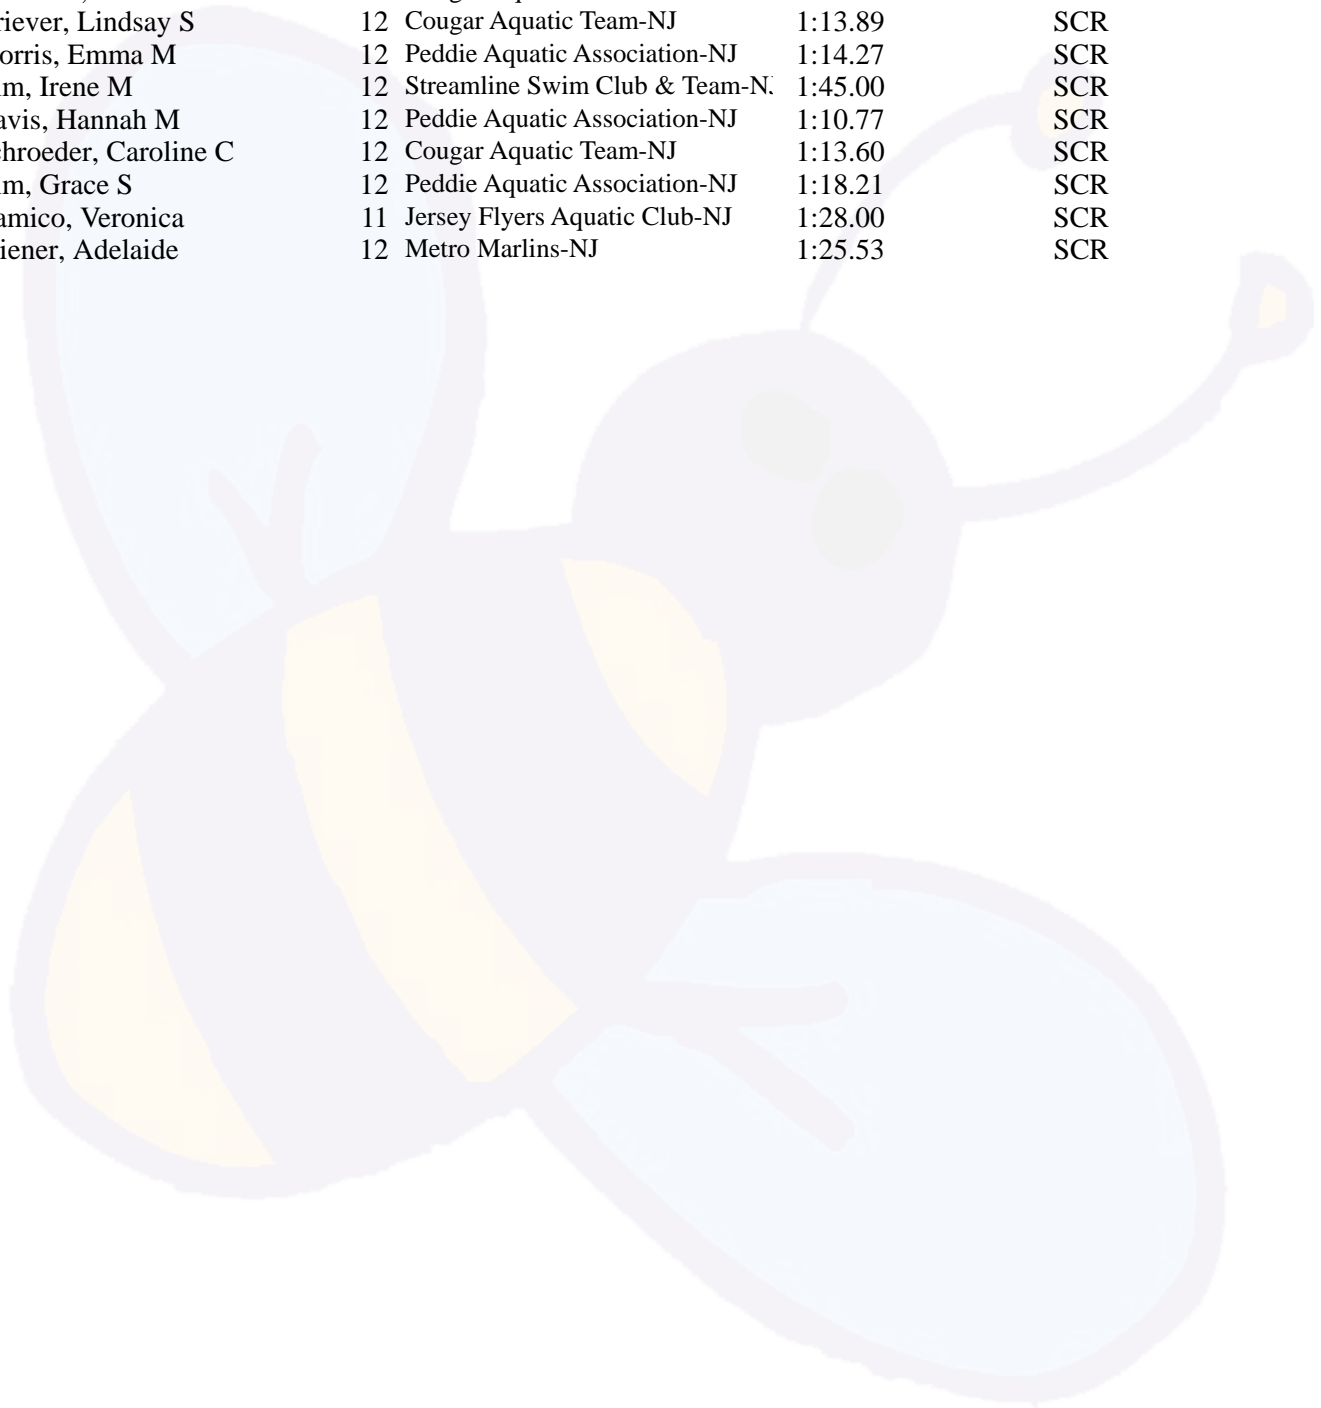 riever, Lindsay S 12 Cougar Aquatic Team-NJ 1:13.89 SCR
orris, Emma M 12 Peddie Aquatic Association-NJ 1:14.27 SCR
m, Irene M 12 Streamline Swim Club & Team-N 1:45.00 SCR
avis, Hannah M 12 Peddie Aquatic Association-NJ 1:10.77 SCR
chroeder, Caroline C 12 Cougar Aquatic Team-NJ 1:13.60 SCR
m, Grace S 12 Peddie Aquatic Association-NJ 1:18.21 SCR
amico, Veronica 11 Jersey Flyers Aquatic Club-NJ 1:28.00 SCR
iener, Adelaide 12 Metro Marlins-NJ 1:25.53 SCR